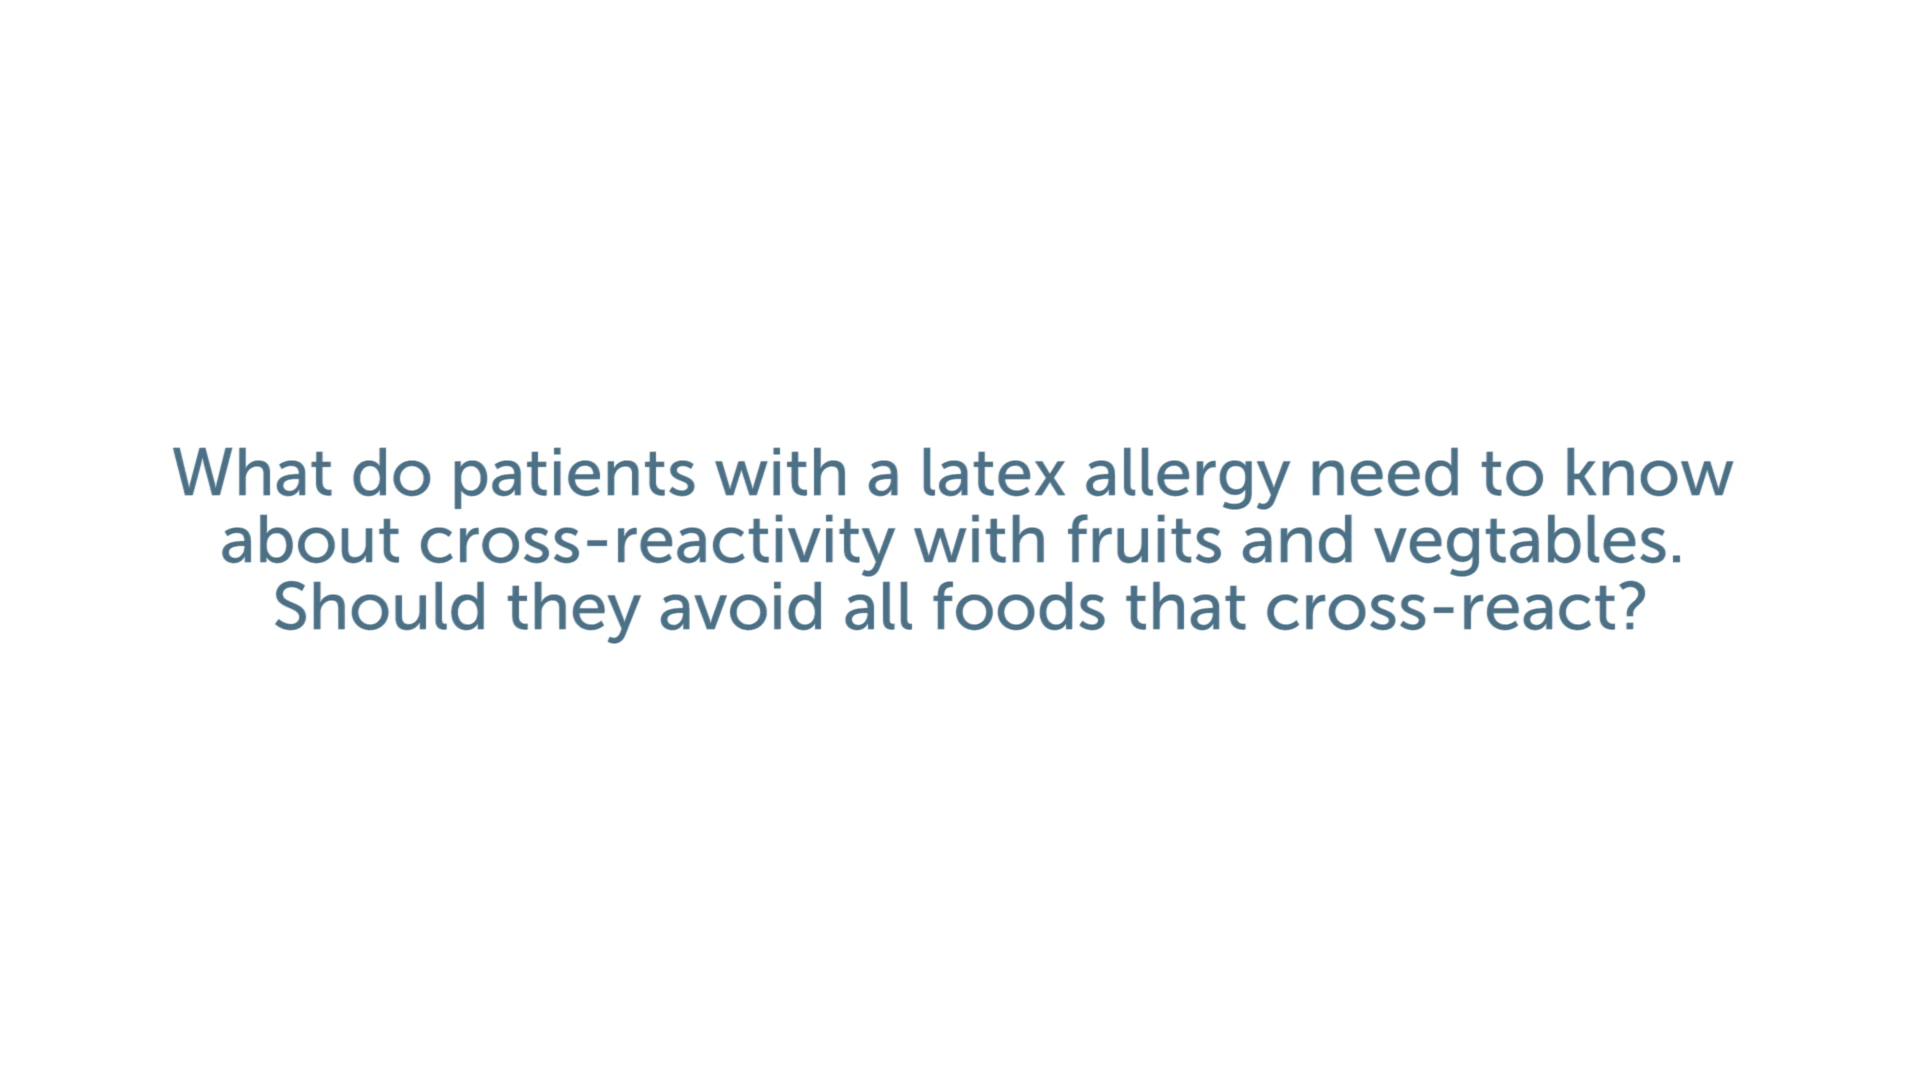 What do patients with a latex allergy need to know
about cross-reactivity with fruits and vegtables.
Should they avoid all foods that cross-react?